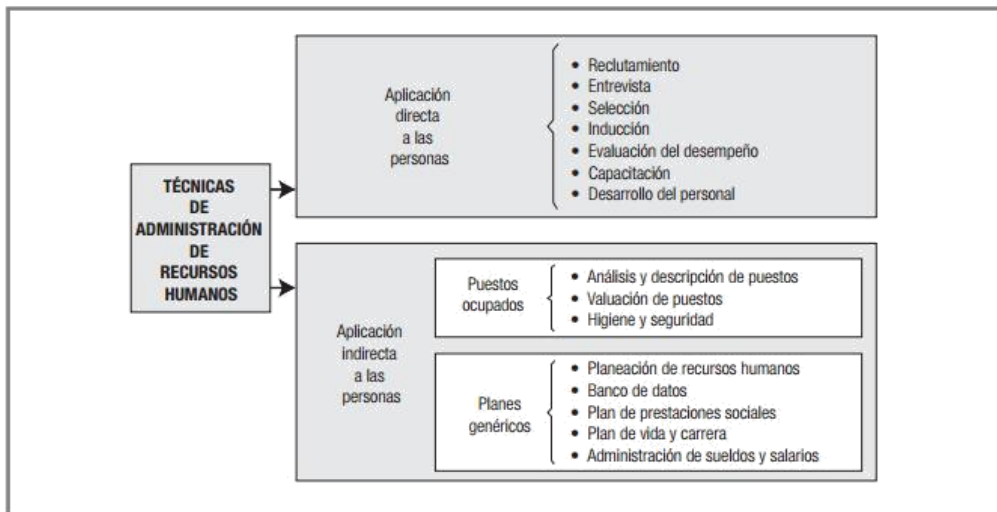 TÉCNICAS
DE
ADMINISTRACIÓN
DE
RECURSOS
HUMANOS
Aplicación
directa
a las
personas
• Reclutamiento
• Entrevista
• Selección
• Inducción
• Evaluación del desempeño
• Capacitación
• Desarrollo del personal
Aplicación
indirecta
a las
personas
Puestos
ocupados
• Análisis y descripción de puestos
• Valuación de puestos
• Higiene y seguridad
Planes
genéricos
• Planeación de recursos humanos
• Banco de datos
• Plan de prestaciones sociales
• Plan de vida y carrera
• Administración de sueldos y salarios